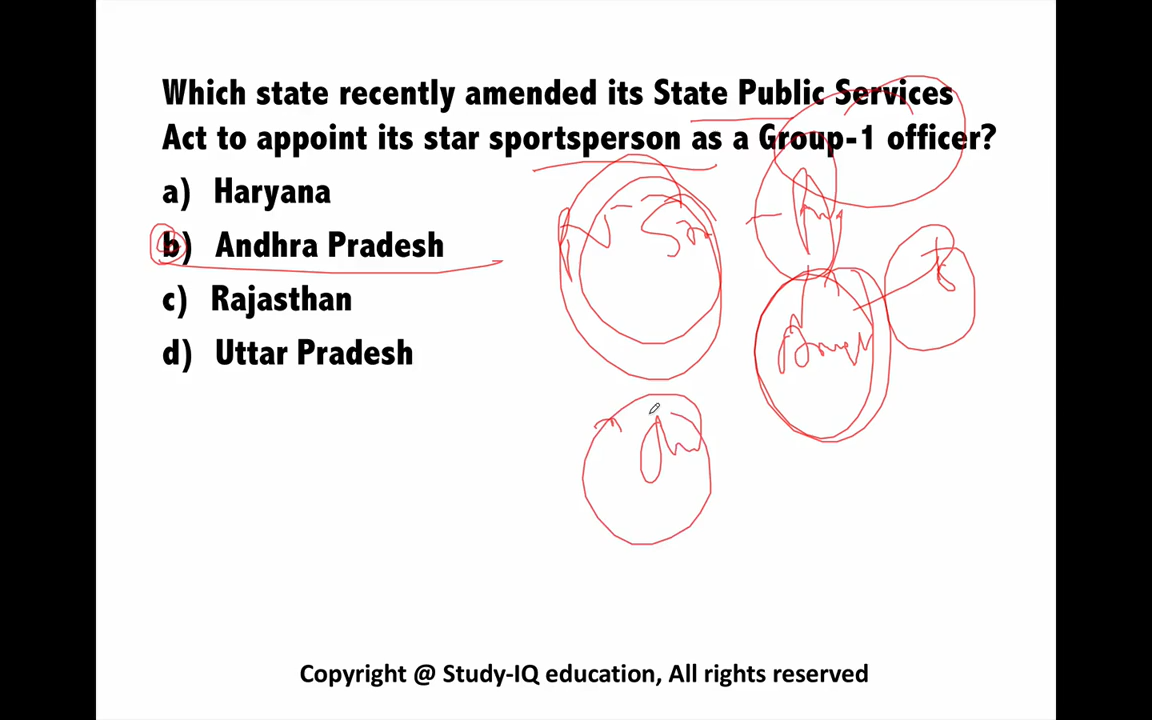 Which state recently amended its State Public Services
Act to appoint its star sportsperson as a Group-1 officer?
a) Haryana
b) Andhra Pradesh
c) Rajasthan
d) Uttar Pradesh
Copyright @ Study-IQ education, All rights reserved